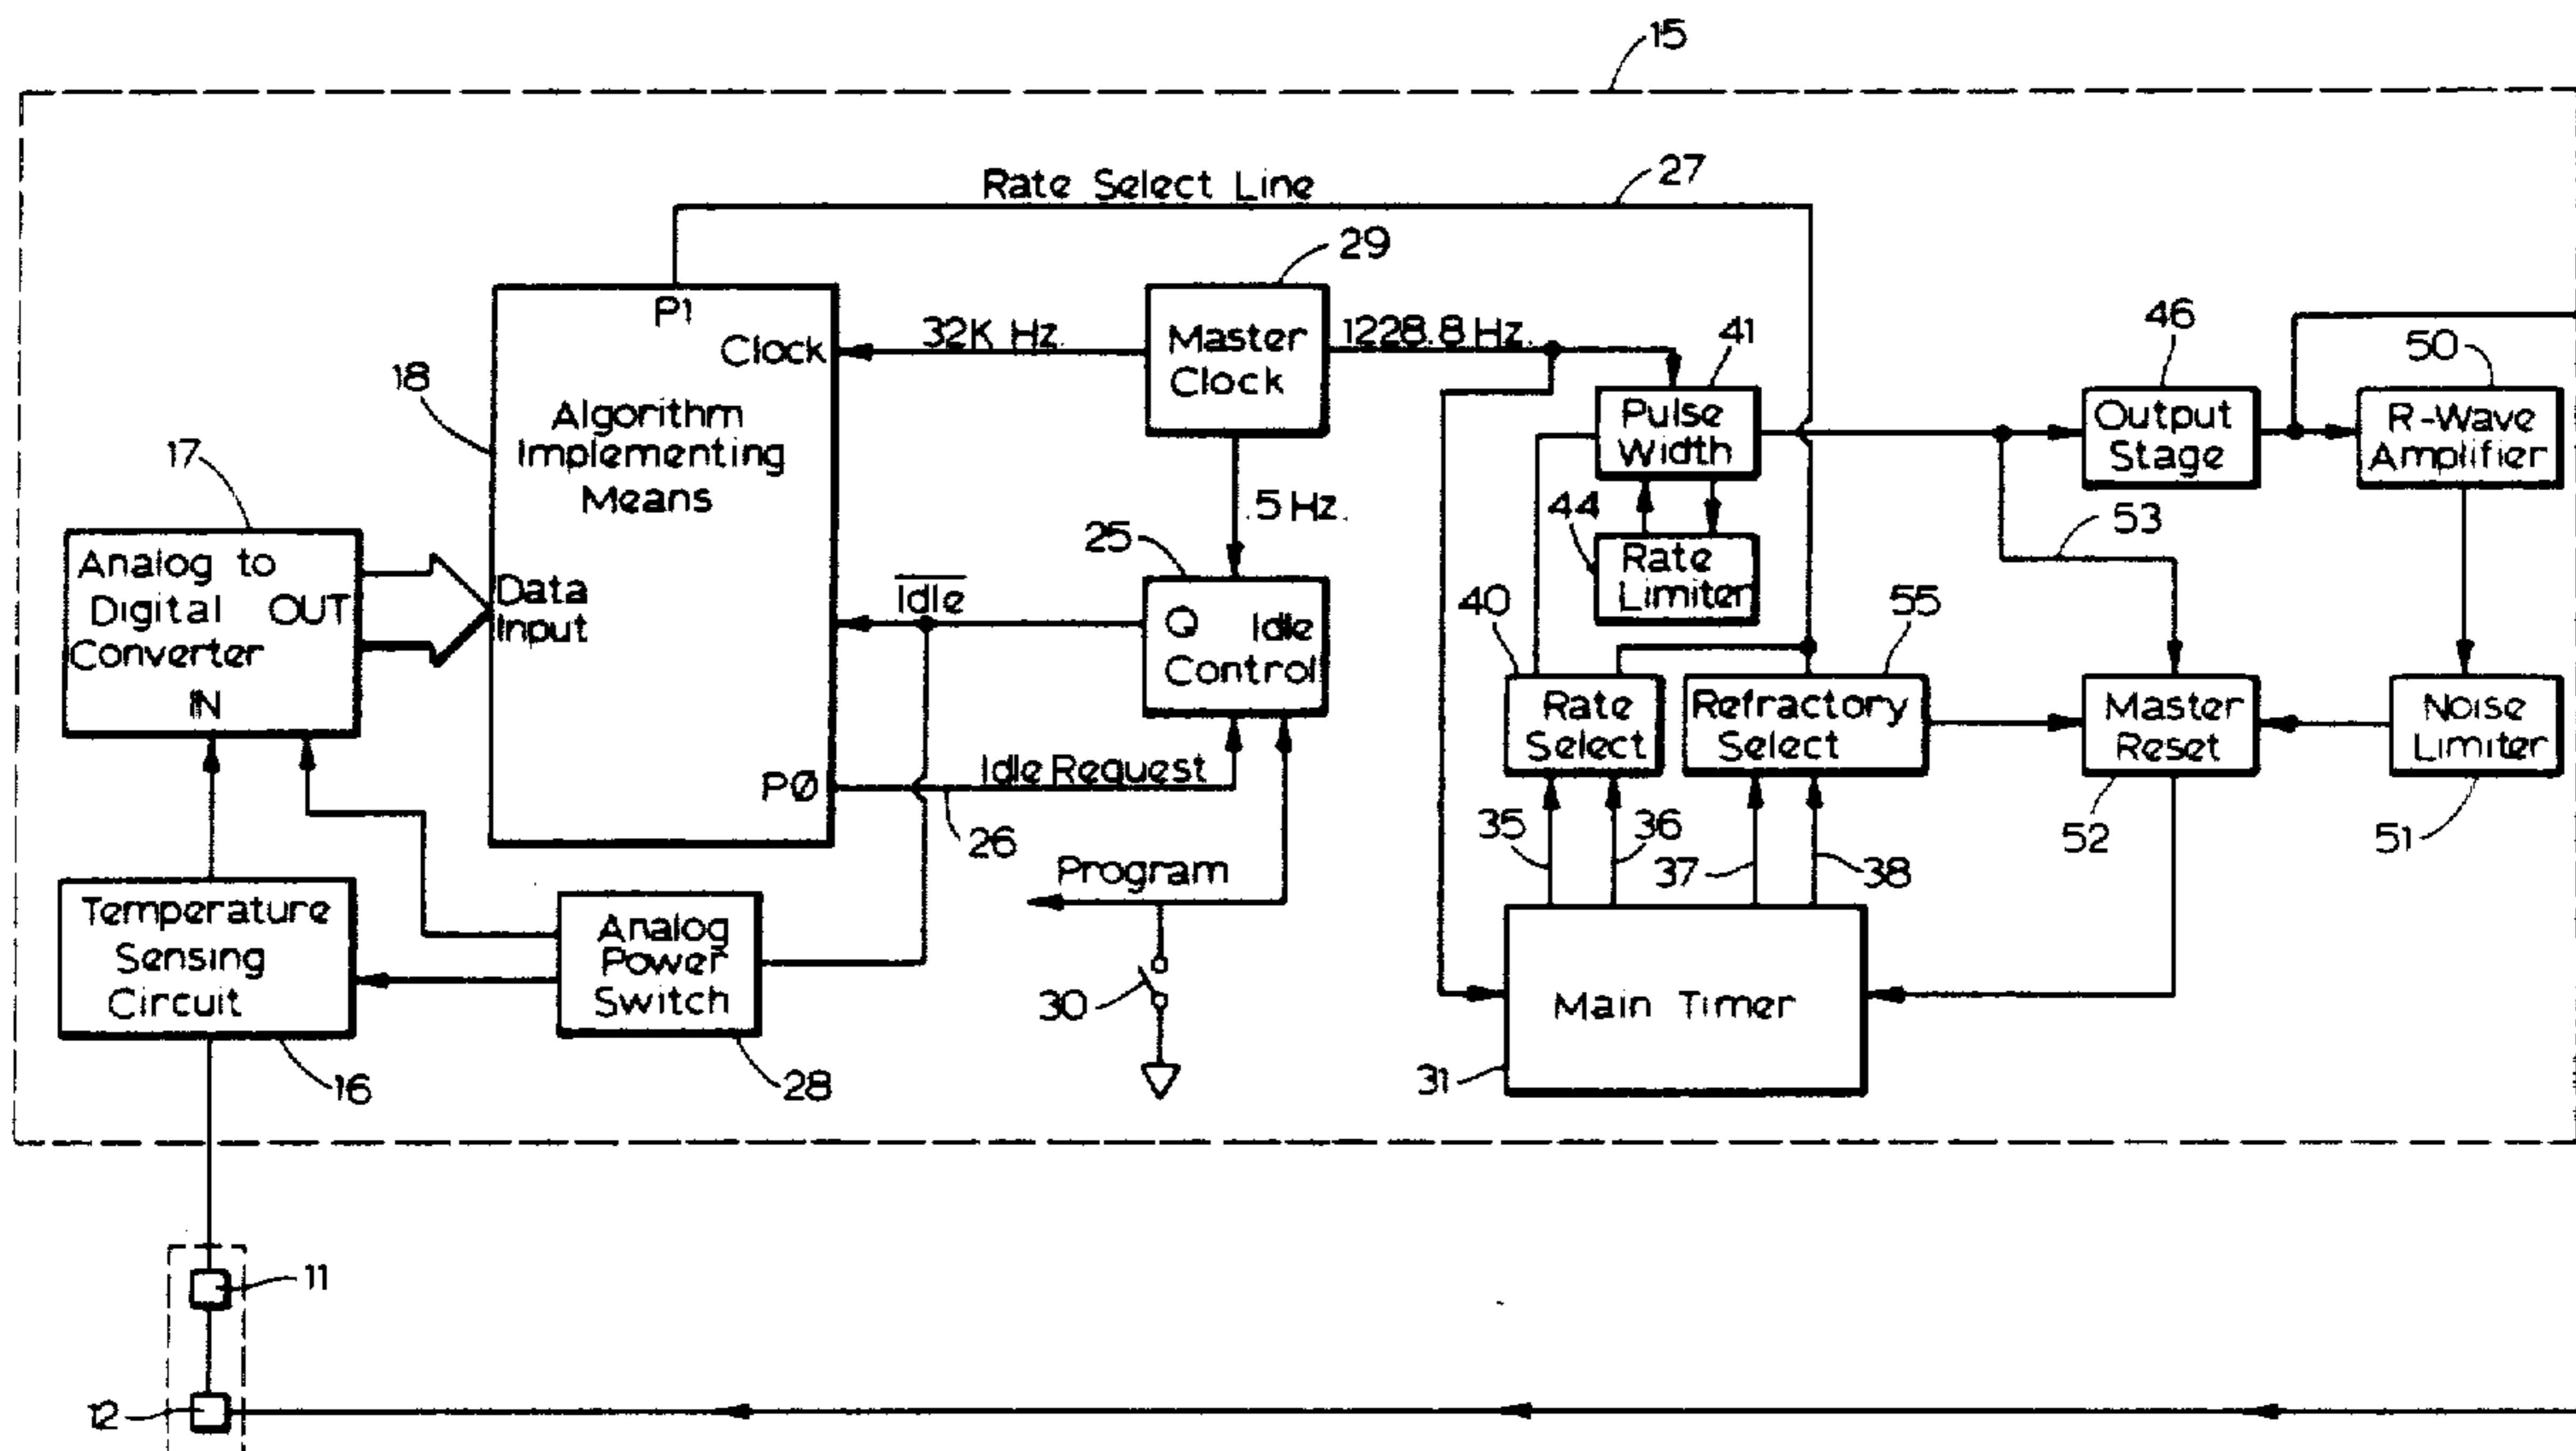 15
Rate Select Line
27
29
P1
Clock
32K Hz.
Master
Clock
1228.8 Hz.
41
46
50
18
Algorithm
Implementing
Means
Pulse
Width
Output
Stage
R-Wave
Amplifier
17
.5 Hz.
44
53
Analog to
Digital OUT
Converter
IN
Data
Input
Idle
25
Q Idle
Control
Rate
Limiter
40
55
Rate
Select
Refractory
Select
Master
Reset
Noise
Limiter
PØ
Idle Request
26
35
36
37
38
52
51
Program
Temperature
Sensing
Circuit
Analog
Power
Switch
30
Main Timer
16
28
31
11
12